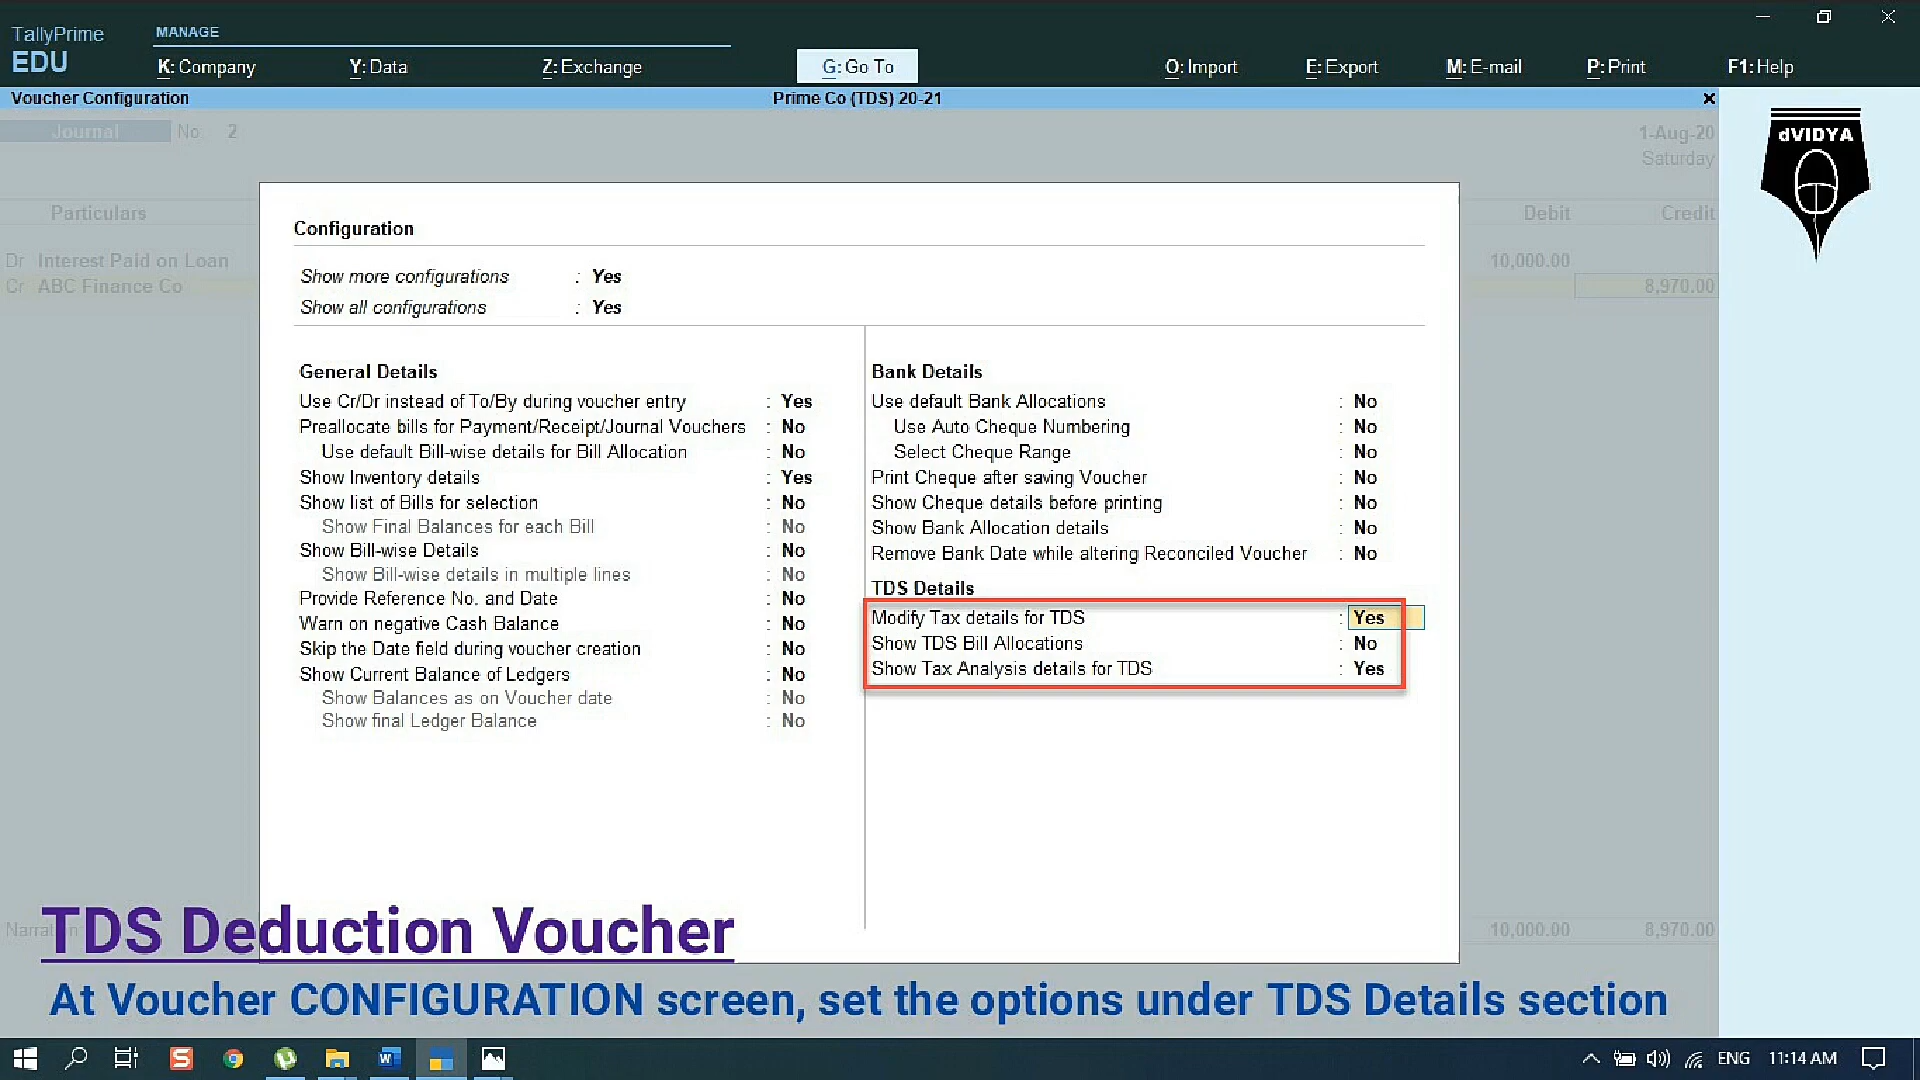 TallyPrime
EDU
MANAGE
K: Company
Y: Data
Z: Exchange
G: Go To
O: Import
E: Export
M: E-mail
P: Print
F1: Help
Voucher Configuration
Prime Co (TDS) 20-21
Journal No. 2
1-Aug-20
Saturday
dVIDYA
Particulars
Debit
Credit
Dr Interest Paid on Loan
10,000.00
Cr ABC Finance Co
8,970.00
Configuration
Show more configurations : Yes
Show all configurations : Yes
General Details
Use Cr/Dr instead of To/By during voucher entry : Yes
Preallocate bills for Payment/Receipt/Journal Vouchers : No
Use default Bill-wise details for Bill Allocation : No
Show Inventory details : Yes
Show list of Bills for selection : No
Show Final Balances for each Bill : No
Show Bill-wise Details : No
Show Bill-wise details in multiple lines : No
Provide Reference No. and Date : No
Warn on negative Cash Balance : No
Skip the Date field during voucher creation : No
Show Current Balance of Ledgers : No
Show Balances as on Voucher date : No
Show final Ledger Balance : No
Bank Details
Use default Bank Allocations : No
Use Auto Cheque Numbering : No
Select Cheque Range : No
Print Cheque after saving Voucher : No
Show Cheque details before printing : No
Show Bank Allocation details : No
Remove Bank Date while altering Reconciled Voucher : No
TDS Details
Modify Tax details for TDS : Yes
Show TDS Bill Allocations : No
Show Tax Analysis details for TDS : Yes
10,000.00
8,970.00
TDS Deduction Voucher
At Voucher CONFIGURATION screen, set the options under TDS Details section
ENG
11:14 AM